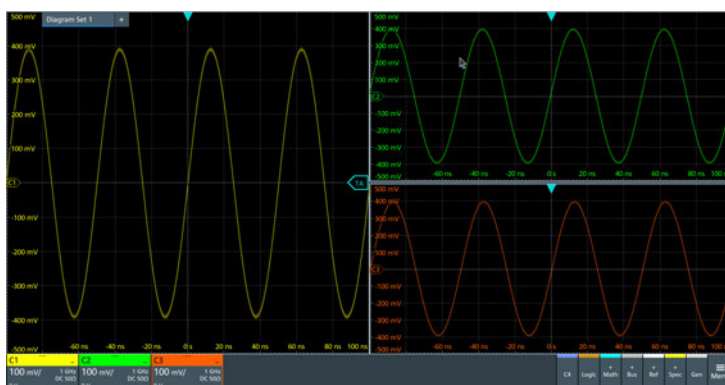 500 mV
Diagram Set 1 +
400 mV
300 mV
200 mV
100 mV
C1
TA
-100 mV
-200 mV
-300 mV
-400 mV
-500 mV
-60 ns -40 ns -20 ns 0 s 20 ns 40 ns 60 ns 80 ns 100 ns
500 mV
400 mV
300 mV
200 mV
100 mV
C2
-100 mV
-200 mV
-300 mV
-400 mV
-500 mV
-60 ns -40 ns -20 ns 0 s 20 ns 40 ns 60 ns 80 ns 100 ns
500 mV
400 mV
300 mV
200 mV
100 mV
C3
-100 mV
-200 mV
-300 mV
-400 mV
-60 ns -40 ns -20 ns 0 s 20 ns 40 ns 60 ns 80 ns 100 ns
C1 C2 C3
100 mV/ 1 GHz 100 mV/ 1 GHz 100 mV/ 1 GHz
DC 50Ω DC 50Ω DC 50Ω
C4 Logic + Math + Bus + Ref + Spec Gen